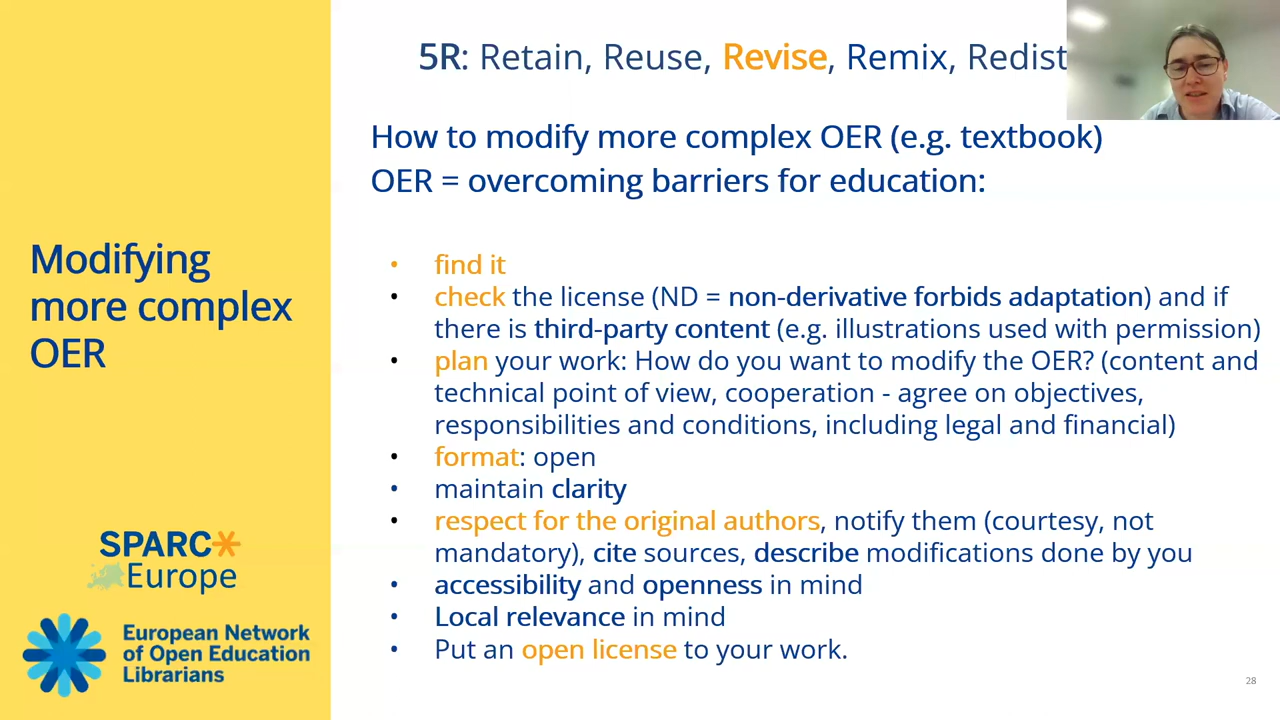 5R: Retain, Reuse, Revise, Remix, Redist
How to modify more complex OER (e.g. textbook)
OER = overcoming barriers for education:
Modifying
more complex
OER
• find it
• check the license (ND = non-derivative forbids adaptation) and if
there is third-party content (e.g. illustrations used with permission)
• plan your work: How do you want to modify the OER? (content and
technical point of view, cooperation - agree on objectives,
responsibilities and conditions, including legal and financial)
• format: open
• maintain clarity
• respect for the original authors, notify them (courtesy, not
mandatory), cite sources, describe modifications done by you
• accessibility and openness in mind
• Local relevance in mind
• Put an open license to your work.
SPARC
Europe
European Network
of Open Education
Librarians
28